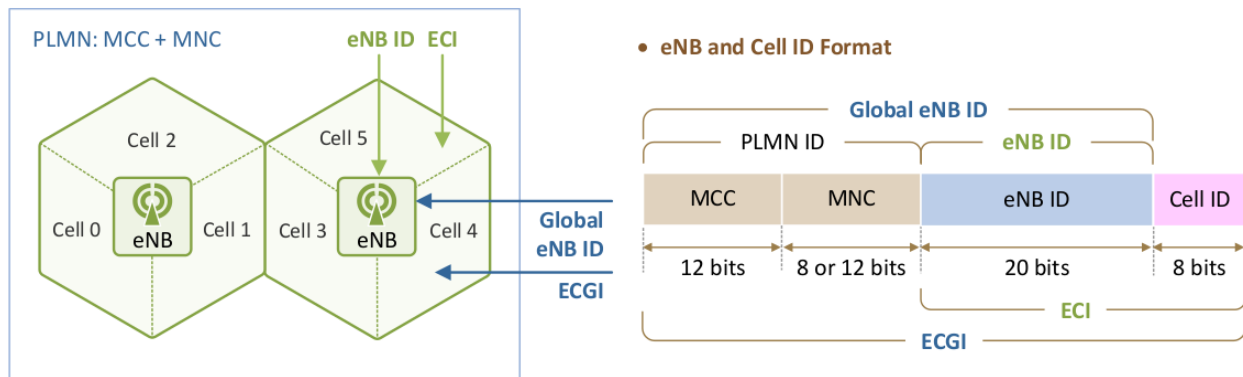 PLMN: MCC + MNC
eNB ID ECI
Cell 2
Cell 5
Cell 0
eNB
Cell 1
Cell 3
eNB
Cell 4
Global
eNB ID
ECGI
• eNB and Cell ID Format
Global eNB ID
PLMN ID
eNB ID
MCC
MNC
eNB ID
Cell ID
12 bits
8 or 12 bits
20 bits
8 bits
ECI
ECGI